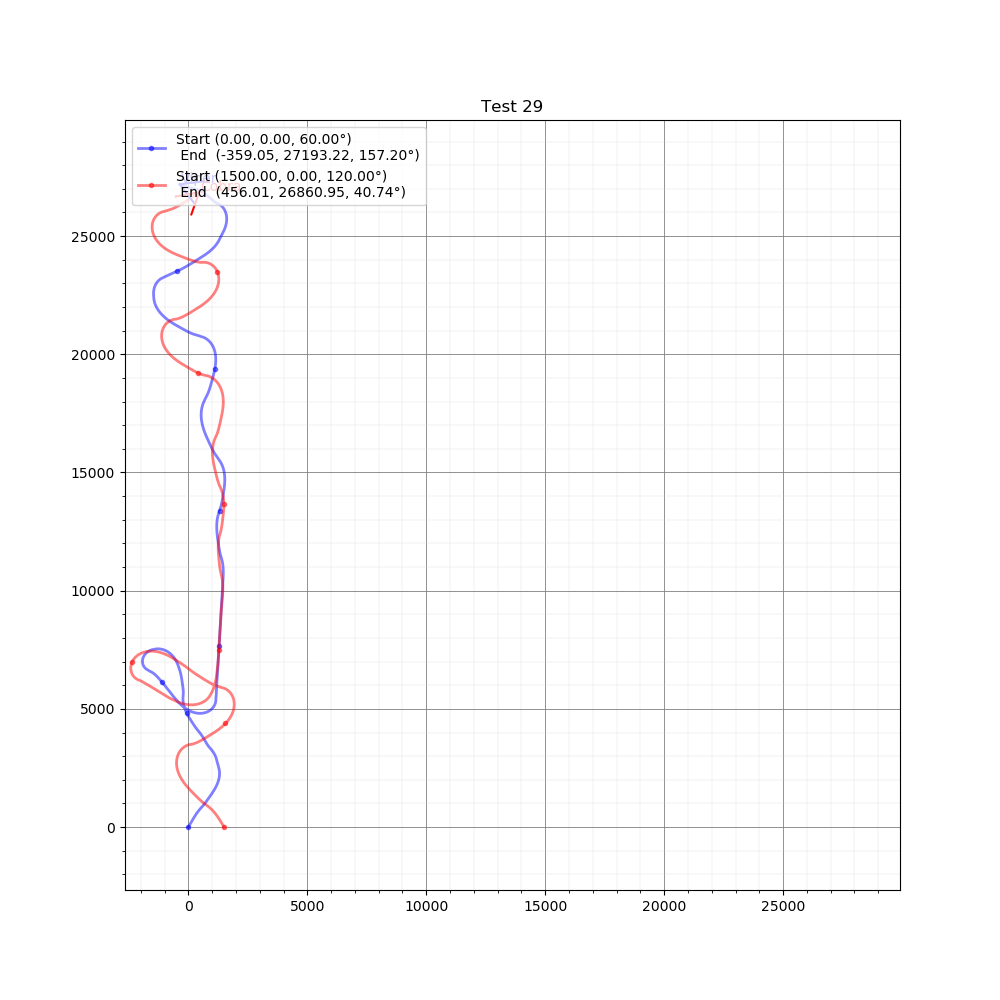 Test 29
Start (0.00, 0.00, 60.00°)
End (-359.05, 27193.22, 157.20°)
Start (1500.00, 0.00, 120.00°)
End (456.01, 26860.95, 40.74°)
25000
20000
15000
10000
5000
0
0 5000 10000 15000 20000 25000